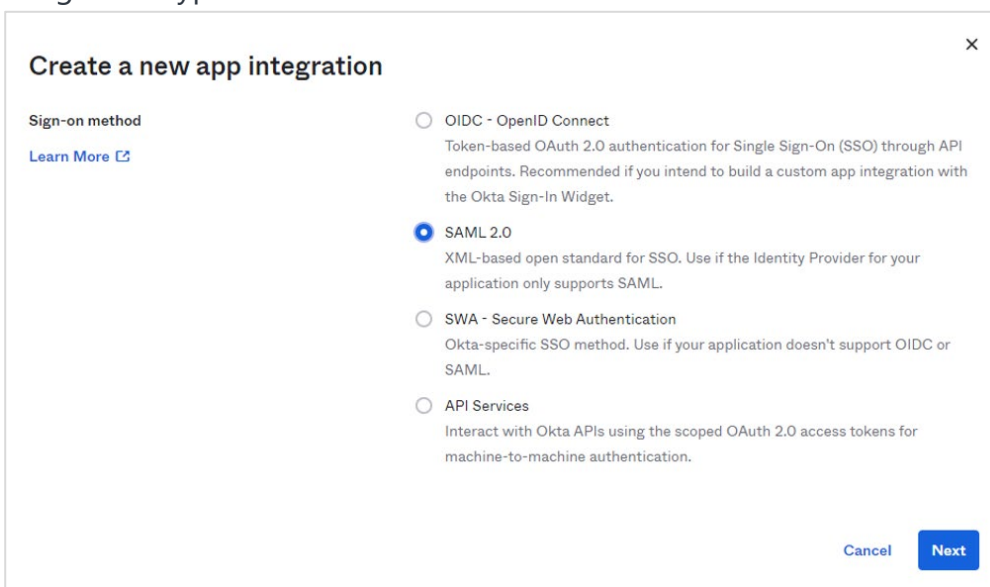 Create a new app integration
Sign-on method
Learn More
OIDC - OpenID Connect
Token-based OAuth 2.0 authentication for Single Sign-On (SSO) through API
endpoints. Recommended if you intend to build a custom app integration with
the Okta Sign-In Widget.
SAML 2.0
XML-based open standard for SSO. Use if the Identity Provider for your
application only supports SAML.
SWA - Secure Web Authentication
Okta-specific SSO method. Use if your application doesn't support OIDC or
SAML.
API Services
Interact with Okta APIs using the scoped OAuth 2.0 access tokens for
machine-to-machine authentication.
Cancel
Next